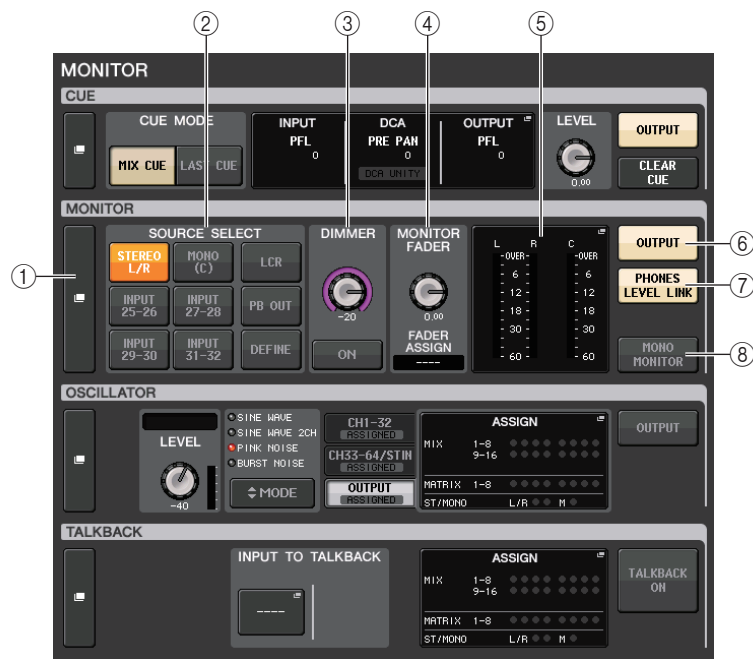 ② ③ ④ ⑤
MONITOR
CUE
CUE MODE
MIX CUE LAST CUE
INPUT
PFL
0
DCA
PRE PAN
0
DCA UNITY
OUTPUT
PFL
0
LEVEL
0.00
OUTPUT
CLEAR
CUE
MONITOR
①
SOURCE SELECT
STEREO
L/R
MONO
(C)
LCR
INPUT
25-26
INPUT
27-28
PB OUT
INPUT
29-30
INPUT
31-32
DEFINE
DIMMER
-20
ON
MONITOR
FADER
0.00
FADER
ASSIGN
----
L R C
-OVER- -OVER
- 6 - - 6
- 12 - - 12
- 18 - - 18
- 30 - - 30
- 60 - - 60
OUTPUT
⑥
PHONES
LEVEL LINK
⑦
MONO
MONITOR
⑧
OSCILLATOR
LEVEL
-40
SINE WAVE
SINE WAVE 2CH
PINK NOISE
BURST NOISE
MODE
CH1-32
ASSIGNED
CH33-64/STIN
ASSIGNED
OUTPUT
ASSIGNED
ASSIGN
MIX 1-8
9-16
MATRIX 1-8
ST/MONO L/R M
OUTPUT
TALKBACK
INPUT TO TALKBACK
----
ASSIGN
MIX 1-8
9-16
MATRIX 1-8
ST/MONO L/R M
TALKBACK
ON